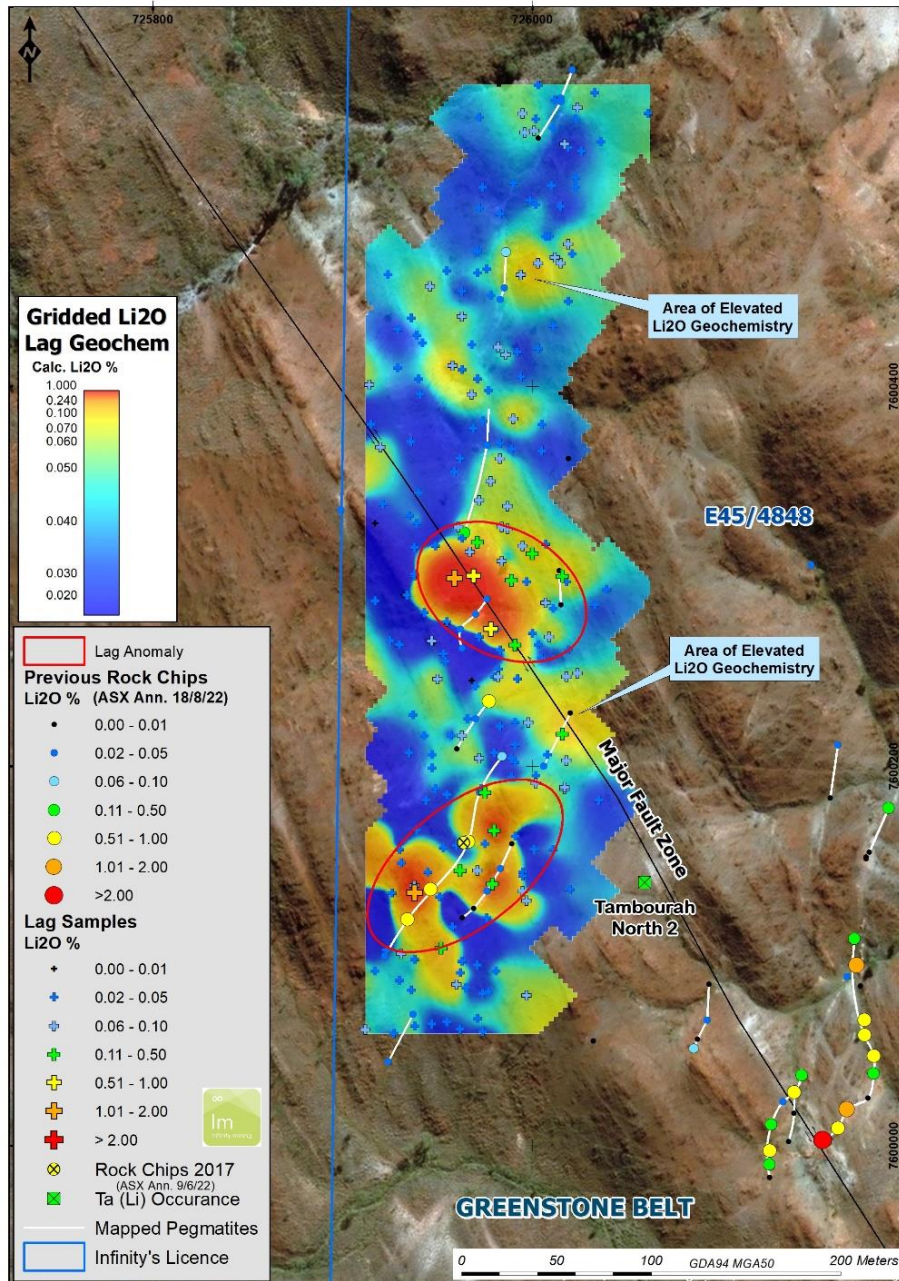 725800
726000
N
Area of Elevated
Li2O Geochemistry
Gridded Li2O
Lag Geochem
Calc. Li2O %
1.000
0.240
0.100
0.070
0.060
0.050
0.040
0.030
0.020
7600400
E45/4848
Area of Elevated
Li2O Geochemistry
Major Fault Zone
7600200
Tambourah
North 2
7600000
GREENSTONE BELT
Lag Anomaly
Previous Rock Chips
Li2O % (ASX Ann. 18/8/22)
0.00 - 0.01
0.02 - 0.05
0.06 - 0.10
0.11 - 0.50
0.51 - 1.00
1.01 - 2.00
>2.00
Lag Samples
Li2O %
0.00 - 0.01
0.02 - 0.05
0.06 - 0.10
0.11 - 0.50
0.51 - 1.00
1.01 - 2.00
> 2.00
Im
infinity mining
Rock Chips 2017
(ASX Ann. 9/6/22)
Ta (Li) Occurance
Mapped Pegmatites
Infinity's Licence
0 50 100 200 Meters
GDA94 MGA50